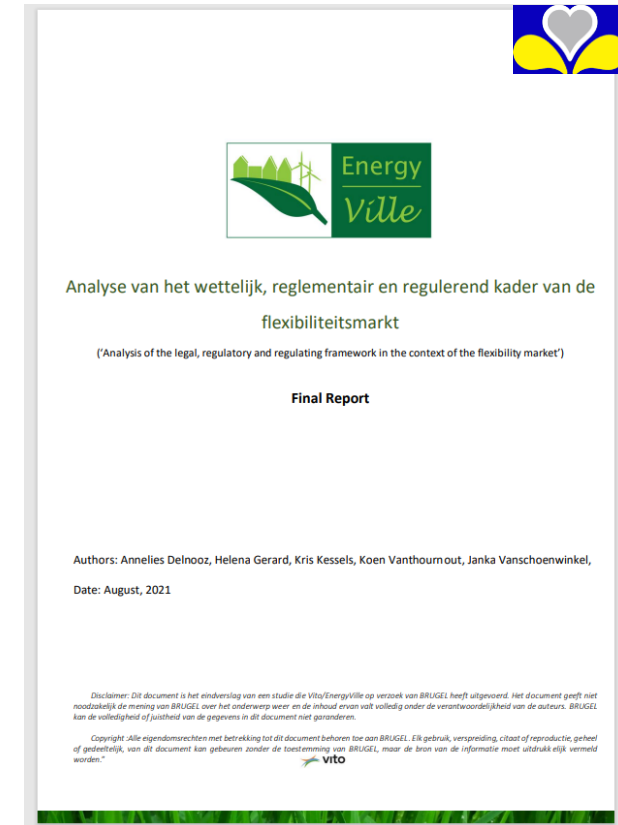 Energy
Ville
Analyse van het wettelijk, reglementair en regulerend kader van de
flexibiliteitsmarkt
('Analysis of the legal, regulatory and regulating framework in the context of the flexibility market')
Final Report
Authors: Annelies Delnooz, Helena Gerard, Kris Kessels, Koen Vanthournout, Janka Vanschoenwinkel,
Date: August, 2021
Disclaimer: Dit document is het eindverslag van een studie die Vito/EnergyVille op verzoek van BRUGEL heeft uitgevoerd. Het document geeft niet
noodzakelijk de mening van BRUGEL over het onderwerp weer en de inhoud ervan valt volledig onder de verantwoordelijkheid van de auteurs. BRUGEL
kan de volledigheid of juistheid van de gegevens in dit document niet garanderen.
Copyright :Alle eigendomsrechten met betrekking tot dit document behoren toe aan BRUGEL. Elk gebruik, verspreiding, citaat of reproductie, geheel
of gedeeltelijk, van dit document kan gebeuren zonder de toestemming van BRUGEL, maar de bron van de informatie moet uitdrukkelijk vermeld
worden."
vito